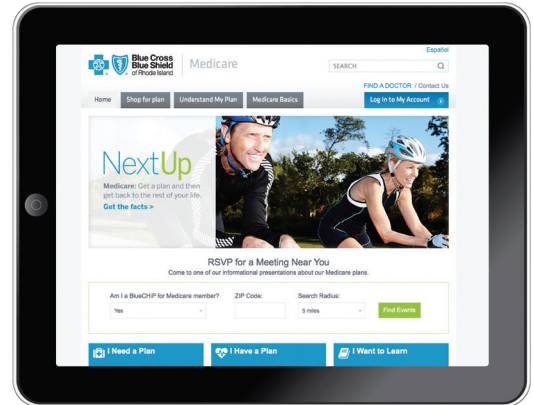 Español
Blue Cross
Blue Shield
of Rhode Island
Medicare
SEARCH
FIND A DOCTOR / Contact Us
Home
Shop for plan
Understand My Plan
Medicare Basics
Log In to My Account
NextUp
Medicare: Get a plan and then
get back to the rest of your life.
Get the facts >
RSVP for a Meeting Near You
Come to one of our informational presentations about our Medicare plans.
Am I a BlueCHiP for Medicare member?
ZIP Code:
Search Radius:
Yes
5 miles
Find Events
I Need a Plan
I Have a Plan
I Want to Learn